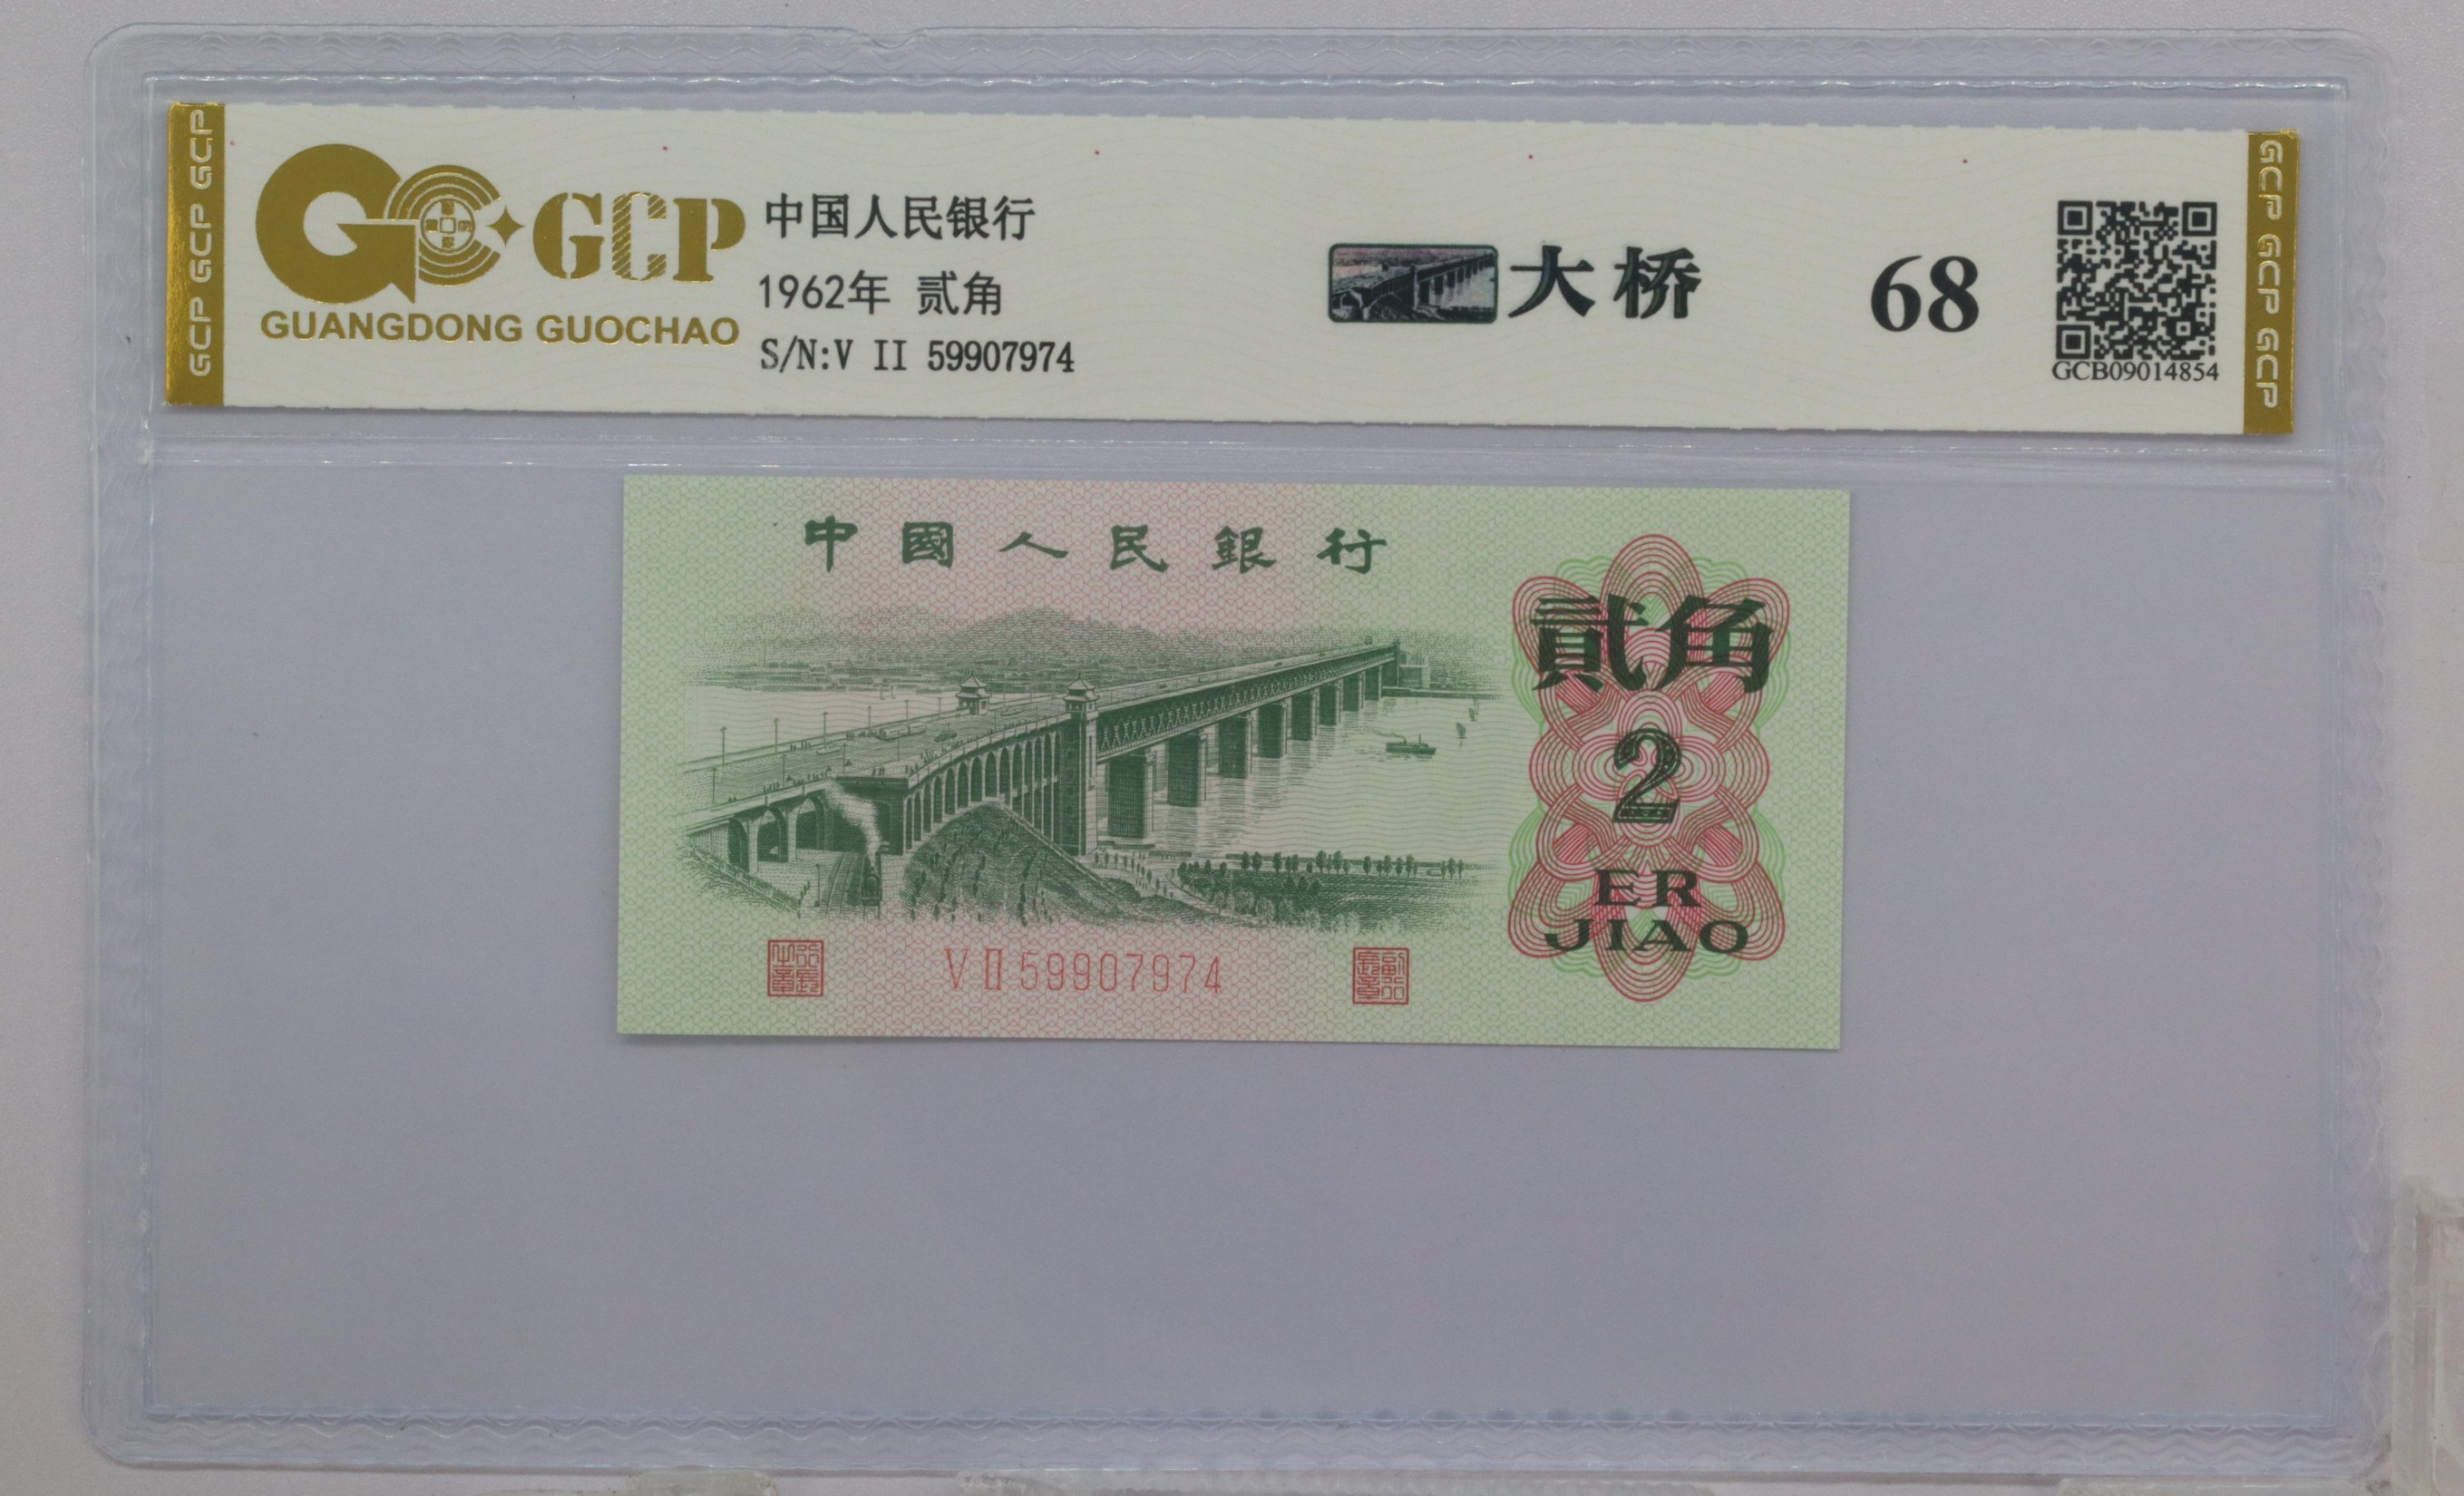 GCP GCP GCP
GCP
GUANGDONG GUOCHAO
中国人民银行
1962年 贰角
S/N:V II 59907974
大桥
68
GCB09014854
GCP GCP GCP
中國人民銀行
貳角
2
ER
JIAO
V II 59907974